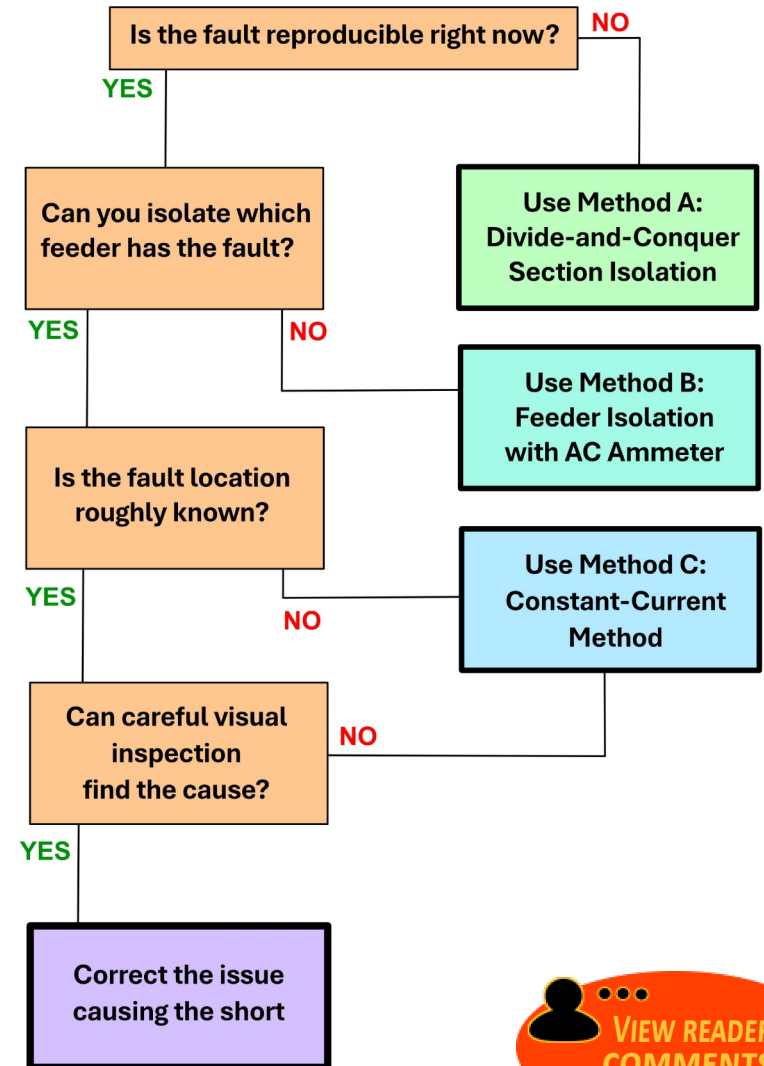 Is the fault reproducible right now?
NO
YES
Can you isolate which
feeder has the fault?
Use Method A:
Divide-and-Conquer
Section Isolation
YES
NO
Use Method B:
Feeder Isolation
with AC Ammeter
Is the fault location
roughly known?
Use Method C:
Constant-Current
Method
YES
NO
Can careful visual
inspection
find the cause?
NO
YES
Correct the issue
causing the short
VIEW READER
COMMENTS